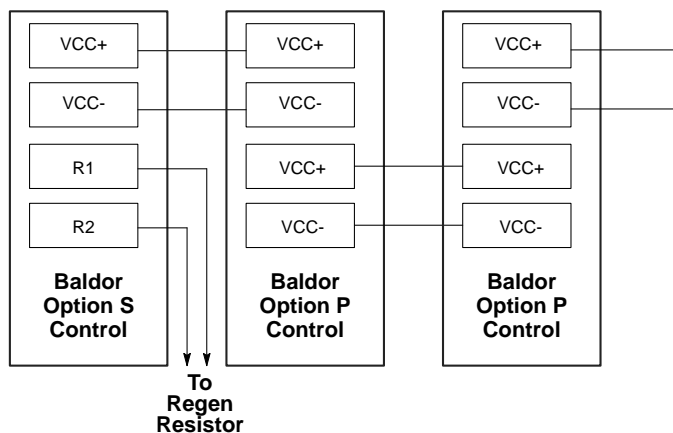 VCC+
VCC-
R1
R2
Baldor
Option S
Control
VCC+
VCC-
VCC+
VCC-
Baldor
Option P
Control
VCC+
VCC-
VCC+
VCC-
Baldor
Option P
Control
To
Regen
Resistor